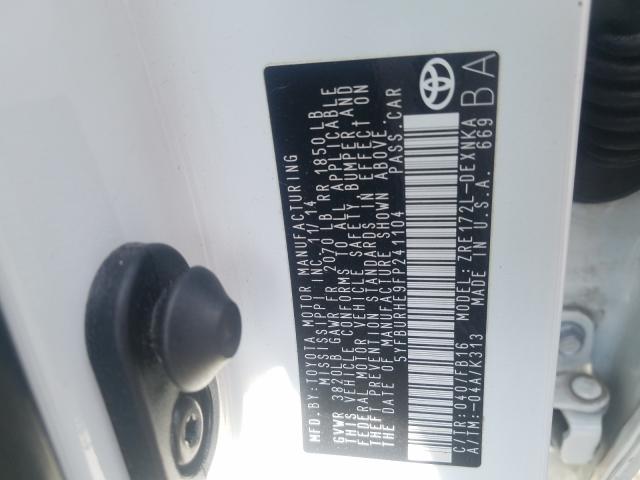 MFD.BY:TOYOTA MOTOR MANUFACTURING
MISSISSIPPI INC. 11/14
GVWR 3820LB GAWR FR 2070 LB RR 1850 LB
THIS VEHICLE CONFORMS TO ALL APPLICABLE
FEDERAL MOTOR VEHICLE SAFETY, BUMPER AND
THEFT PREVENTION STANDARDS IN EFFECT ON
THE DATE OF MANUFACTURE SHOWN ABOVE.
5YFBURHE9FP241104 PASS.CAR
C/TR:040/FB16 MODEL:ZRE172L-DEXNKA
A/TM:-04A/K313 MADE IN U.S.A. 669
BA